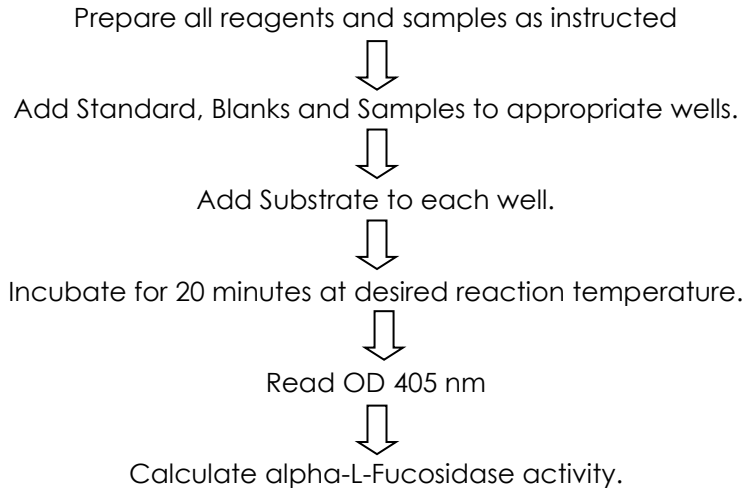 Prepare all reagents and samples as instructed
Add Standard, Blanks and Samples to appropriate wells.
Add Substrate to each well.
Incubate for 20 minutes at desired reaction temperature.
Read OD 405 nm
Calculate alpha-L-Fucosidase activity.